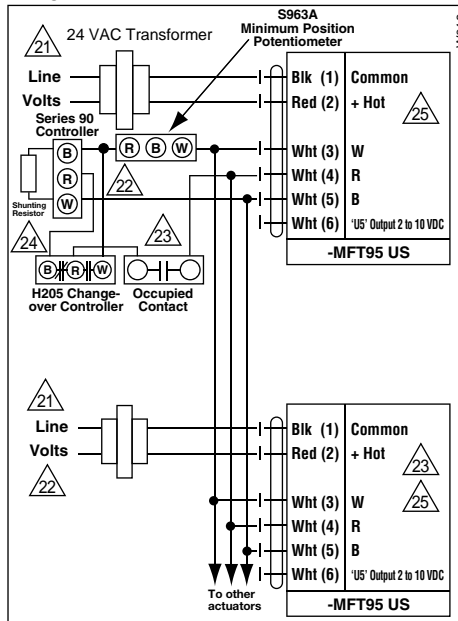 S963A
Minimum Position
Potentiometer
21
24 VAC Transformer
Line
Volts
Blk (1) Common
Red (2) + Hot
25
Series 90
Controller
B
R
W
R B W
22
Wht (3) W
Wht (4) R
Wht (5) B
Wht (6) 'U5' Output 2 to 10 VDC
-MFT95 US
Shunting
Resistor
24
23
B R W
H205 Change-
over Controller
Occupied
Contact
21
Line
Volts
22
Blk (1) Common
Red (2) + Hot
23
25
Wht (3) W
Wht (4) R
Wht (5) B
Wht (6) 'U5' Output 2 to 10 VDC
-MFT95 US
To other
actuators